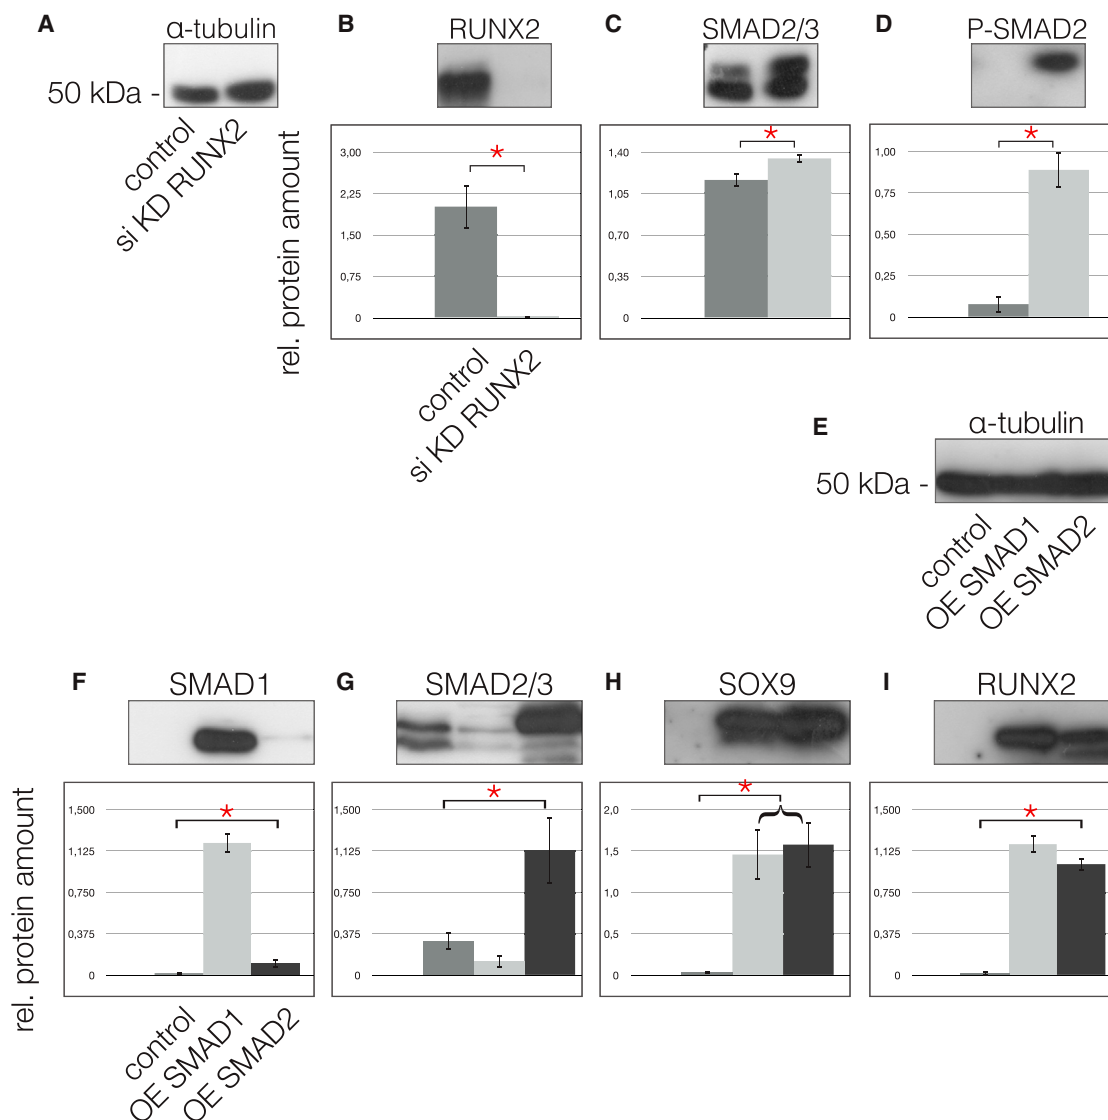 A
α-tubulin
50 kDa -
control
si KD RUNX2
B
RUNX2
*
3,00
2,25
1,50
0,75
0
rel. protein amount
control
si KD RUNX2
C
SMAD2/3
*
1,40
1,05
0,70
0,35
0
D
P-SMAD2
*
1,00
0,75
0,50
0,25
0
E
α-tubulin
50 kDa -
control
OE SMAD1
OE SMAD2
F
SMAD1
*
1,500
1,125
0,750
0,375
0
rel. protein amount
control
OE SMAD1
OE SMAD2
G
SMAD2/3
*
1,500
1,125
0,750
0,375
0
H
SOX9
*
2,0
1,5
1,0
0,5
0
I
RUNX2
*
1,500
1,125
0,750
0,375
0